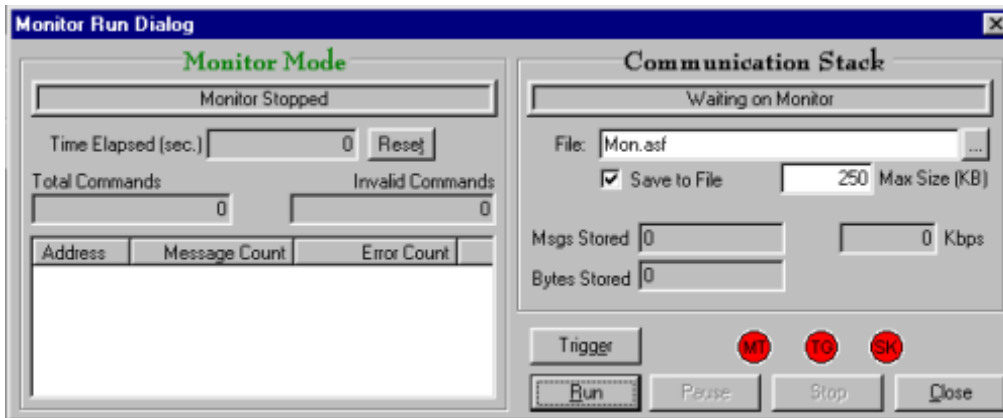 Monitor Run Dialog
Monitor Mode
Monitor Stopped
Time Elapsed (sec.) 0 Reset
Total Commands Invalid Commands
0 0
Address Message Count Error Count
Communication Stack
Waiting on Monitor
File: Mon.asf ...
Save to File 250 Max Size (KB)
Msgs Stored 0 0 Kbps
Bytes Stored 0
Trigger MT TG SK
Run Pause Stop Close